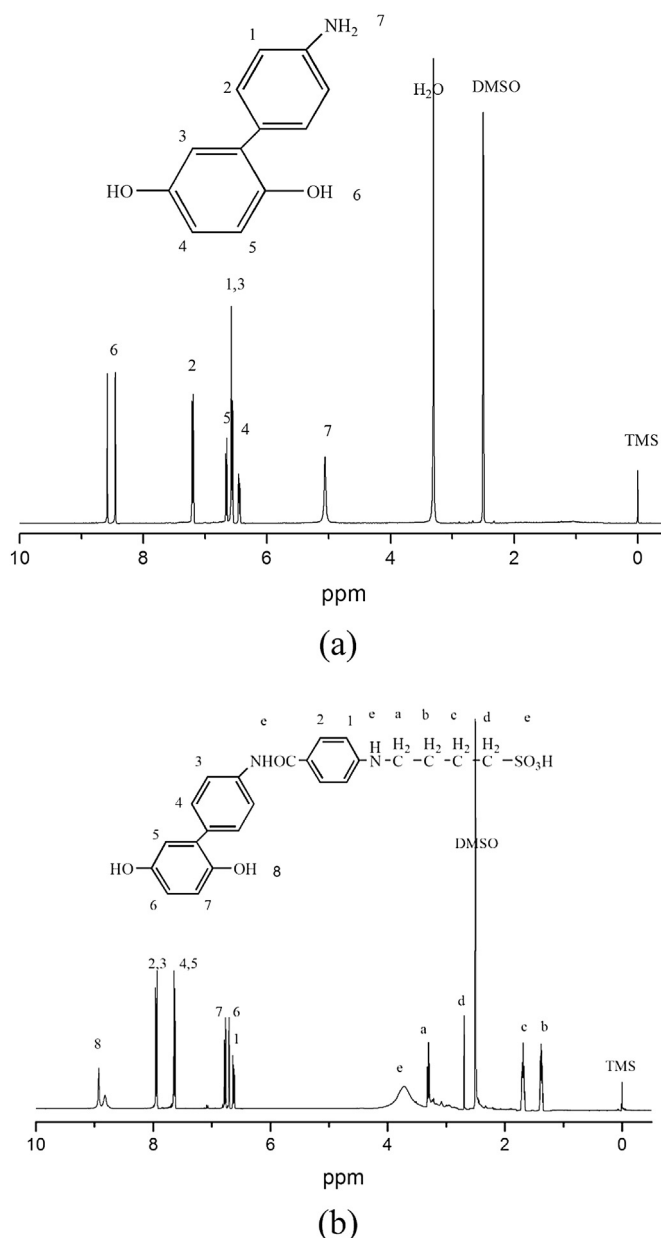 1
NH2
7
2
3
HO
OH
6
4
5
H2O
DMSO
1,3
6
2
5
4
7
TMS
10
8
6
4
2
0
ppm
(a)
e
2
1
e
a
b
c
d
e
H
H2
H2
H2
H2
NHOC
N-C-C-C-C-SO3H
3
4
5
HO
OH
8
6
7
DMSO
2,3
4,5
7
6
1
8
e
a
d
c
b
TMS
10
8
6
4
2
0
ppm
(b)